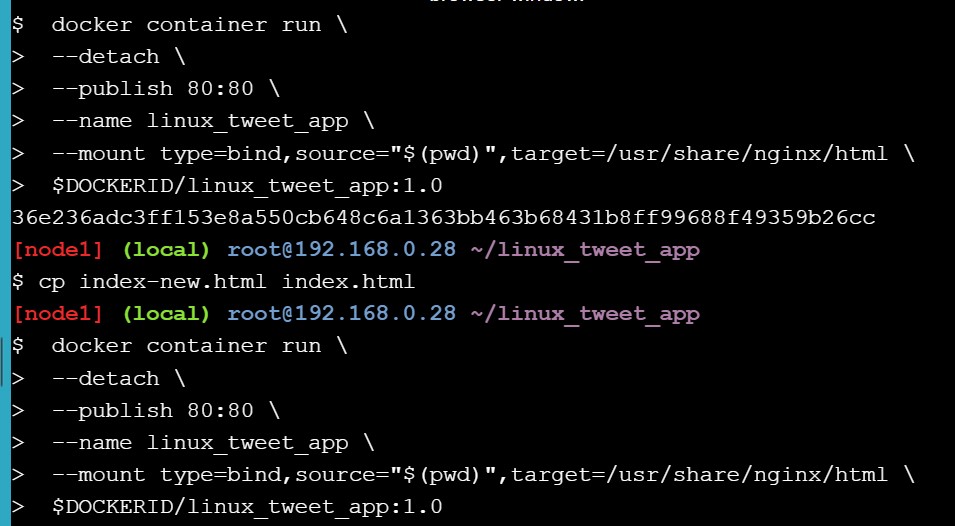 $  docker container run \
>  --detach \
>  --publish 80:80 \
>  --name linux_tweet_app \
>  --mount type=bind,source="$(pwd)",target=/usr/share/nginx/html \
>  $DOCKERID/linux_tweet_app:1.0
36e236adc3ff153e8a550cb648c6a1363bb463b68431b8ff99688f49359b26cc
[node1] (local) root@192.168.0.28 ~/linux_tweet_app
$ cp index-new.html index.html
[node1] (local) root@192.168.0.28 ~/linux_tweet_app
$  docker container run \
>  --detach \
>  --publish 80:80 \
>  --name linux_tweet_app \
>  --mount type=bind,source="$(pwd)",target=/usr/share/nginx/html \
>  $DOCKERID/linux_tweet_app:1.0